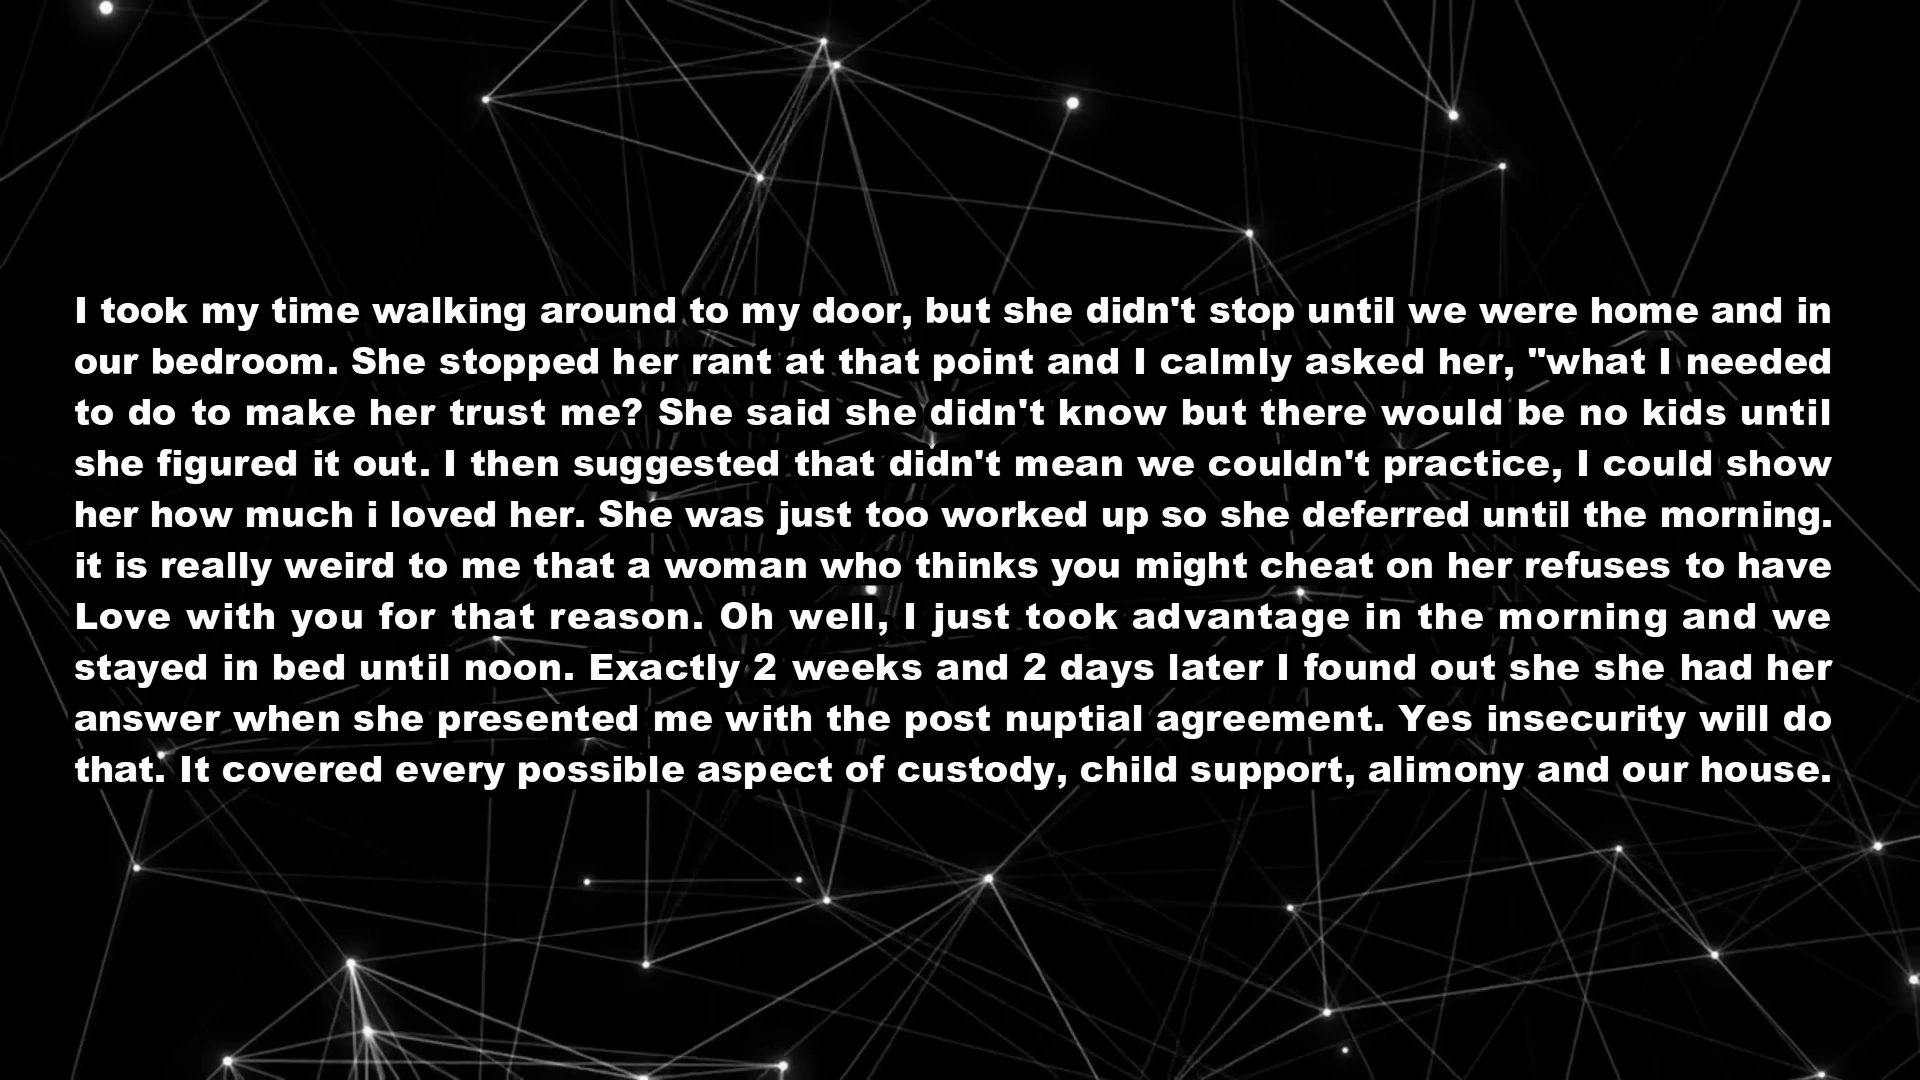 I took my time walking around to my door, but she didn't stop until we were home and in
our bedroom. She stopped her rant at that point and I calmly asked her, "what I needed
to do to make her trust me? She said she didn't know but there would be no kids until
she figured it out. I then suggested that didn't mean we couldn't practice, I could show
her how much i loved her. She was just too worked up so she deferred until the morning.
it is really weird to me that a woman who thinks you might cheat on her refuses to have
Love with you for that reason. Oh well, I just took advantage in the morning and we
stayed in bed until noon. Exactly 2 weeks and 2 days later I found out she she had her
answer when she presented me with the post nuptial agreement. Yes insecurity will do
that. It covered every possible aspect of custody, child support, alimony and our house.